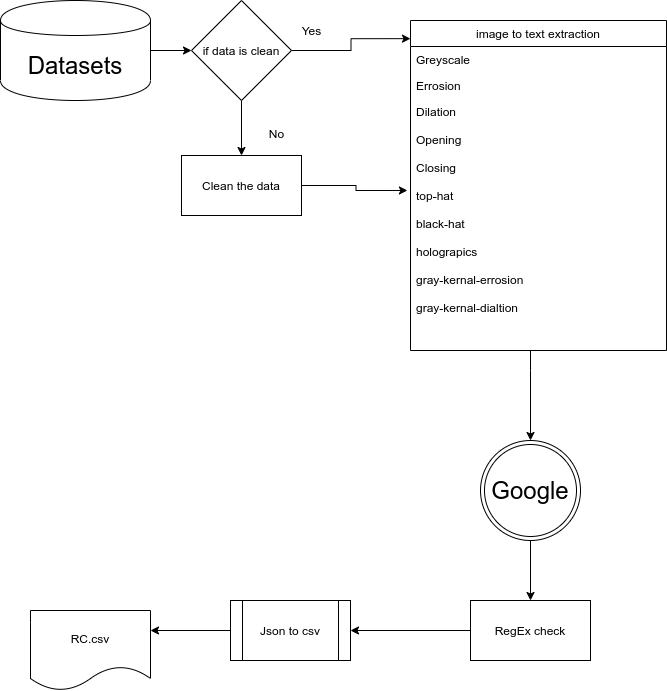 Datasets
if data is clean
Yes
No
Clean the data
image to text extraction
Greyscale
Errosion
Dilation
Opening
Closing
top-hat
black-hat
holograpics
gray-kernal-errosion
gray-kernal-dialtion
Google
RegEx check
Json to csv
RC.csv